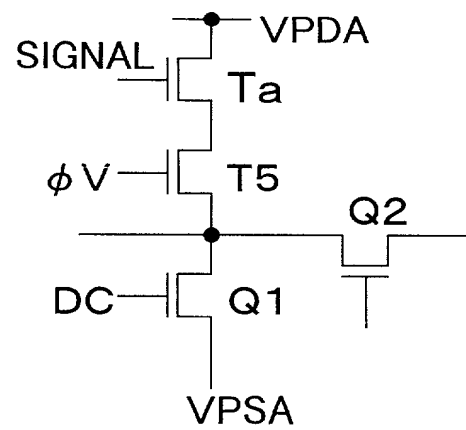 VPDA
SIGNAL
Ta
φV
T5
Q2
DC
Q1
VPSA